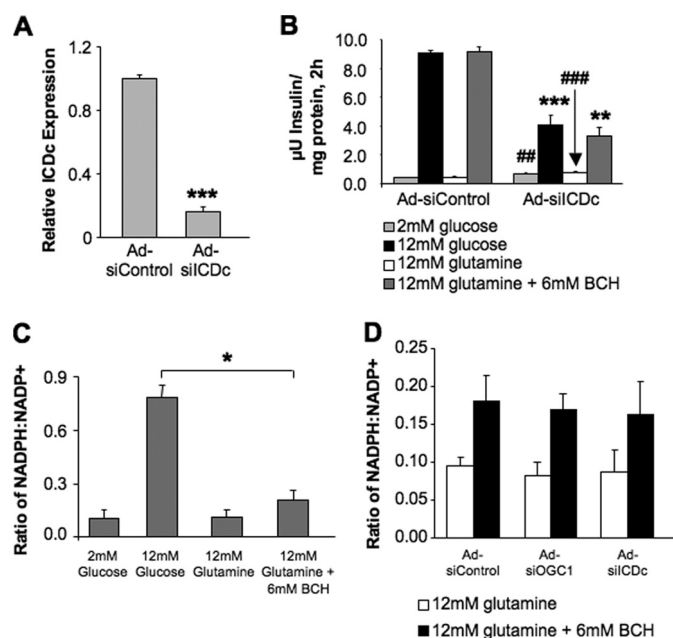 A
Relative ICDc Expression
1.2
0.8
0.4
0
***
Ad-
siControl
Ad-
siICDc
B
µU Insulin/
mg protein, 2h
10.0
8.0
6.0
4.0
2.0
0.0
##
***
###
**
Ad-siControl
Ad-siICDc
2mM glucose
12mM glucose
12mM glutamine
12mM glutamine + 6mM BCH
C
Ratio of NADPH:NADP+
0.9
0.6
0.3
0.0
*
2mM
Glucose
12mM
Glucose
12mM
Glutamine
12mM
Glutamine +
6mM BCH
D
Ratio of NADPH:NADP+
0.25
0.20
0.15
0.10
0.05
0.00
Ad-
siControl
Ad-
siOGC1
Ad-
siICDc
12mM glutamine
12mM glutamine + 6mM BCH